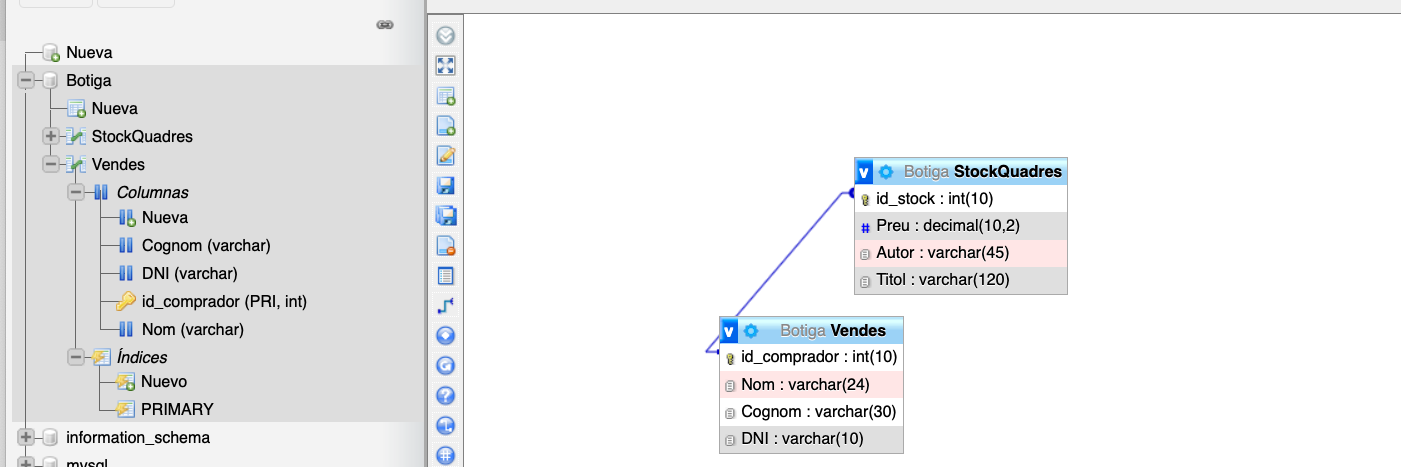 Nueva
Botiga
Nueva
StockQuadres
Vendes
Columnas
Nueva
Cognom (varchar)
DNI (varchar)
id_comprador (PRI, int)
Nom (varchar)
Índices
Nuevo
PRIMARY
information_schema
mysql
v Botiga StockQuadres
id_stock : int(10)
# Preu : decimal(10,2)
Autor : varchar(45)
Titol : varchar(120)
v Botiga Vendes
id_comprador : int(10)
Nom : varchar(24)
Cognom : varchar(30)
DNI : varchar(10)